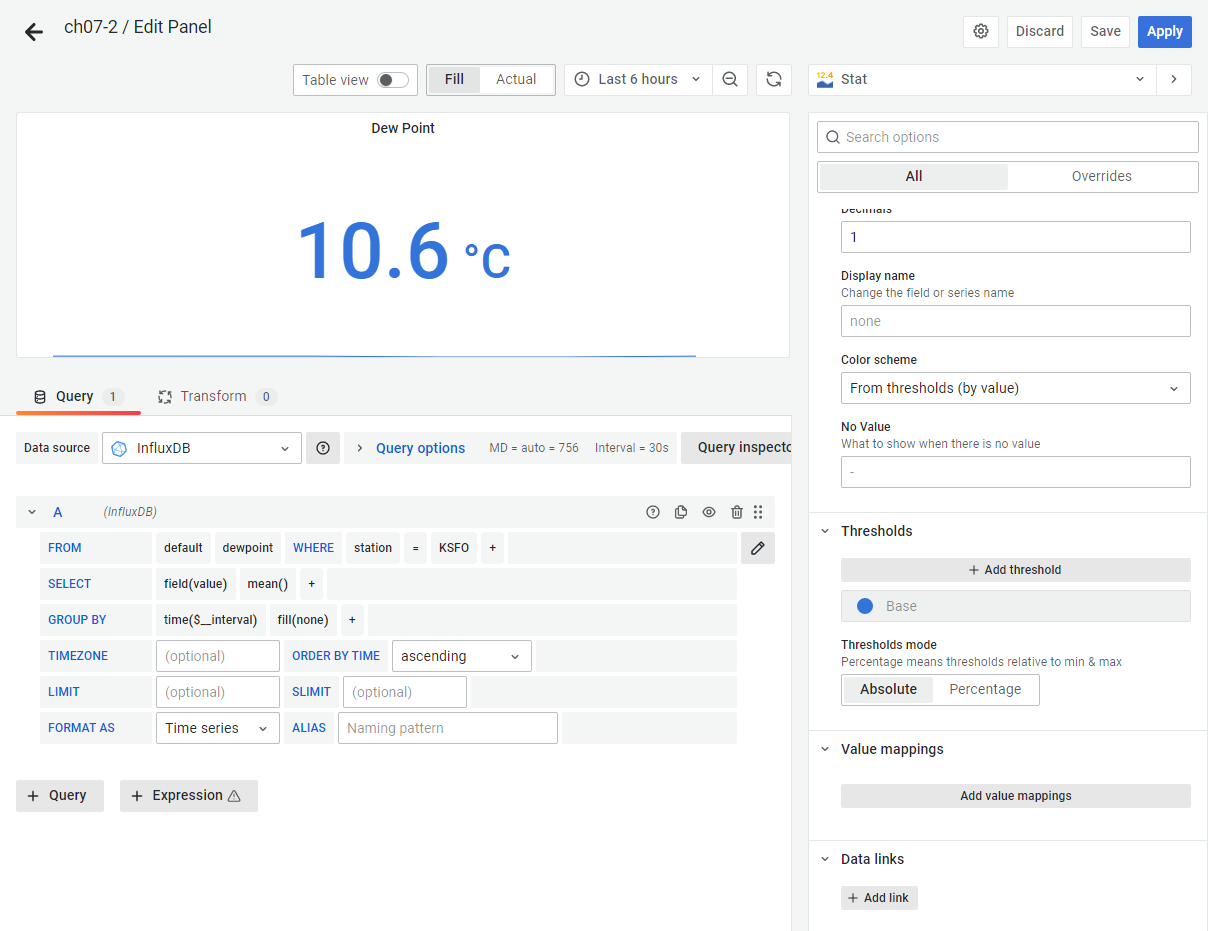 ch07-2 / Edit Panel
Discard
Save
Apply
Table view
Fill
Actual
Last 6 hours
12.4
Stat
Dew Point
10.6 °C
Search options
All
Overrides
Decimals
1
Display name
Change the field or series name
none
Color scheme
From thresholds (by value)
No Value
What to show when there is no value
-
Thresholds
+ Add threshold
Base
Thresholds mode
Percentage means thresholds relative to min & max
Absolute
Percentage
Value mappings
Add value mappings
Data links
+ Add link
Query 1
Transform 0
Data source
InfluxDB
Query options
MD = auto = 756
Interval = 30s
Query inspecto
A
(InfluxDB)
FROM default dewpoint WHERE station = KSFO +
SELECT field(value) mean() +
GROUP BY time($__interval) fill(none) +
TIMEZONE (optional) ORDER BY TIME ascending
LIMIT (optional) SLIMIT (optional)
FORMAT AS Time series ALIAS Naming pattern
+ Query
+ Expression